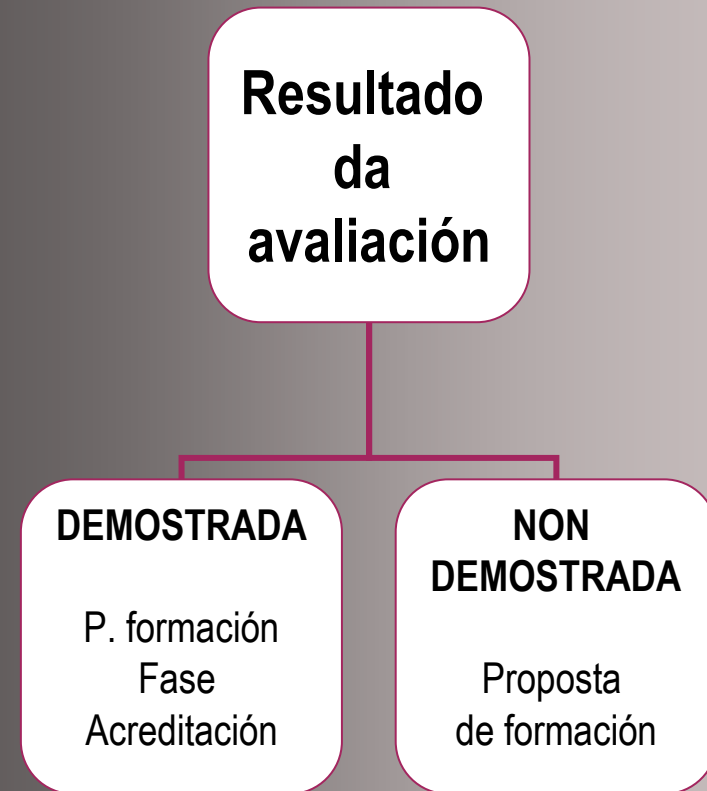 Resultado
da
avaliación
DEMOSTRADA
P. formación
Fase
Acreditación
NON
DEMOSTRADA
Proposta
de formación